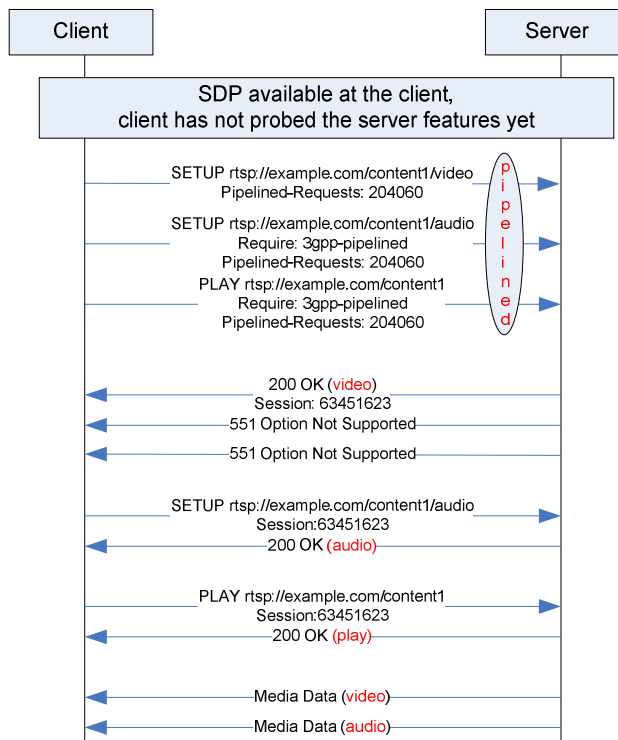 Client
Server
SDP available at the client,
client has not probed the server features yet
SETUP rtsp://example.com/content1/video
Pipelined-Requests: 204060
SETUP rtsp://example.com/content1/audio
Require: 3gpp-pipelined
Pipelined-Requests: 204060
PLAY rtsp://example.com/content1
Require: 3gpp-pipelined
Pipelined-Requests: 204060
pipelined
200 OK (video)
Session: 63451623
551 Option Not Supported
551 Option Not Supported
SETUP rtsp://example.com/content1/audio
Session:63451623
200 OK (audio)
PLAY rtsp://example.com/content1
Session:63451623
200 OK (play)
Media Data (video)
Media Data (audio)